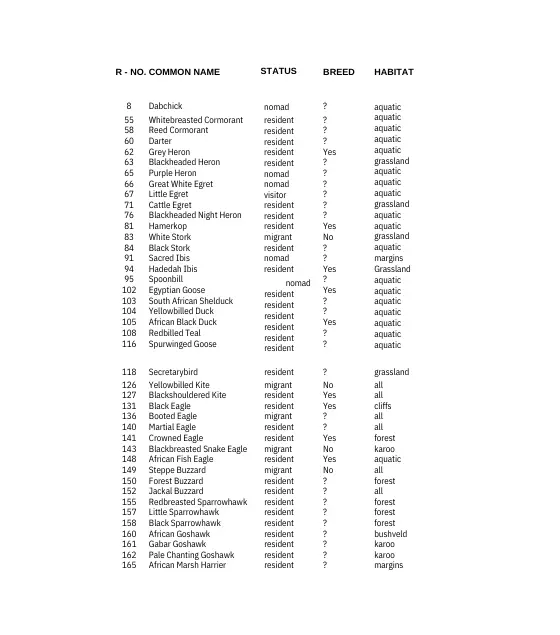 R - NO. COMMON NAME STATUS BREED HABITAT
8 Dabchick nomad ? aquatic
55 Whitebreasted Cormorant resident ? aquatic
58 Reed Cormorant resident ? aquatic
60 Darter resident ? aquatic
62 Grey Heron resident Yes aquatic
63 Blackheaded Heron resident ? grassland
65 Purple Heron nomad ? aquatic
66 Great White Egret nomad ? aquatic
67 Little Egret visitor ? aquatic
71 Cattle Egret resident ? grassland
76 Blackheaded Night Heron resident ? aquatic
81 Hamerkop resident Yes aquatic
83 White Stork migrant No grassland
84 Black Stork resident ? aquatic
91 Sacred Ibis nomad ? margins
94 Hadedah Ibis resident Yes Grassland
95 Spoonbill nomad ? aquatic
102 Egyptian Goose resident Yes aquatic
103 South African Shelduck resident ? aquatic
104 Yellowbilled Duck resident ? aquatic
105 African Black Duck resident Yes aquatic
108 Redbilled Teal resident ? aquatic
116 Spurwinged Goose resident ? aquatic
118 Secretarybird resident ? grassland
126 Yellowbilled Kite migrant No all
127 Blackshouldered Kite resident Yes all
131 Black Eagle resident Yes cliffs
136 Booted Eagle resident ? all
140 Martial Eagle resident ? all
141 Crowned Eagle resident Yes forest
143 Blackbreasted Snake Eagle migrant No karoo
148 African Fish Eagle resident Yes aquatic
149 Steppe Buzzard migrant No all
150 Forest Buzzard resident ? forest
152 Jackal Buzzard resident ? all
155 Redbreasted Sparrowhawk resident ? forest
157 Little Sparrowhawk resident ? forest
158 Black Sparrowhawk resident ? forest
160 African Goshawk resident ? bushveld
161 Gabar Goshawk resident ? karoo
162 Pale Chanting Goshawk resident ? karoo
165 African Marsh Harrier resident ? margins